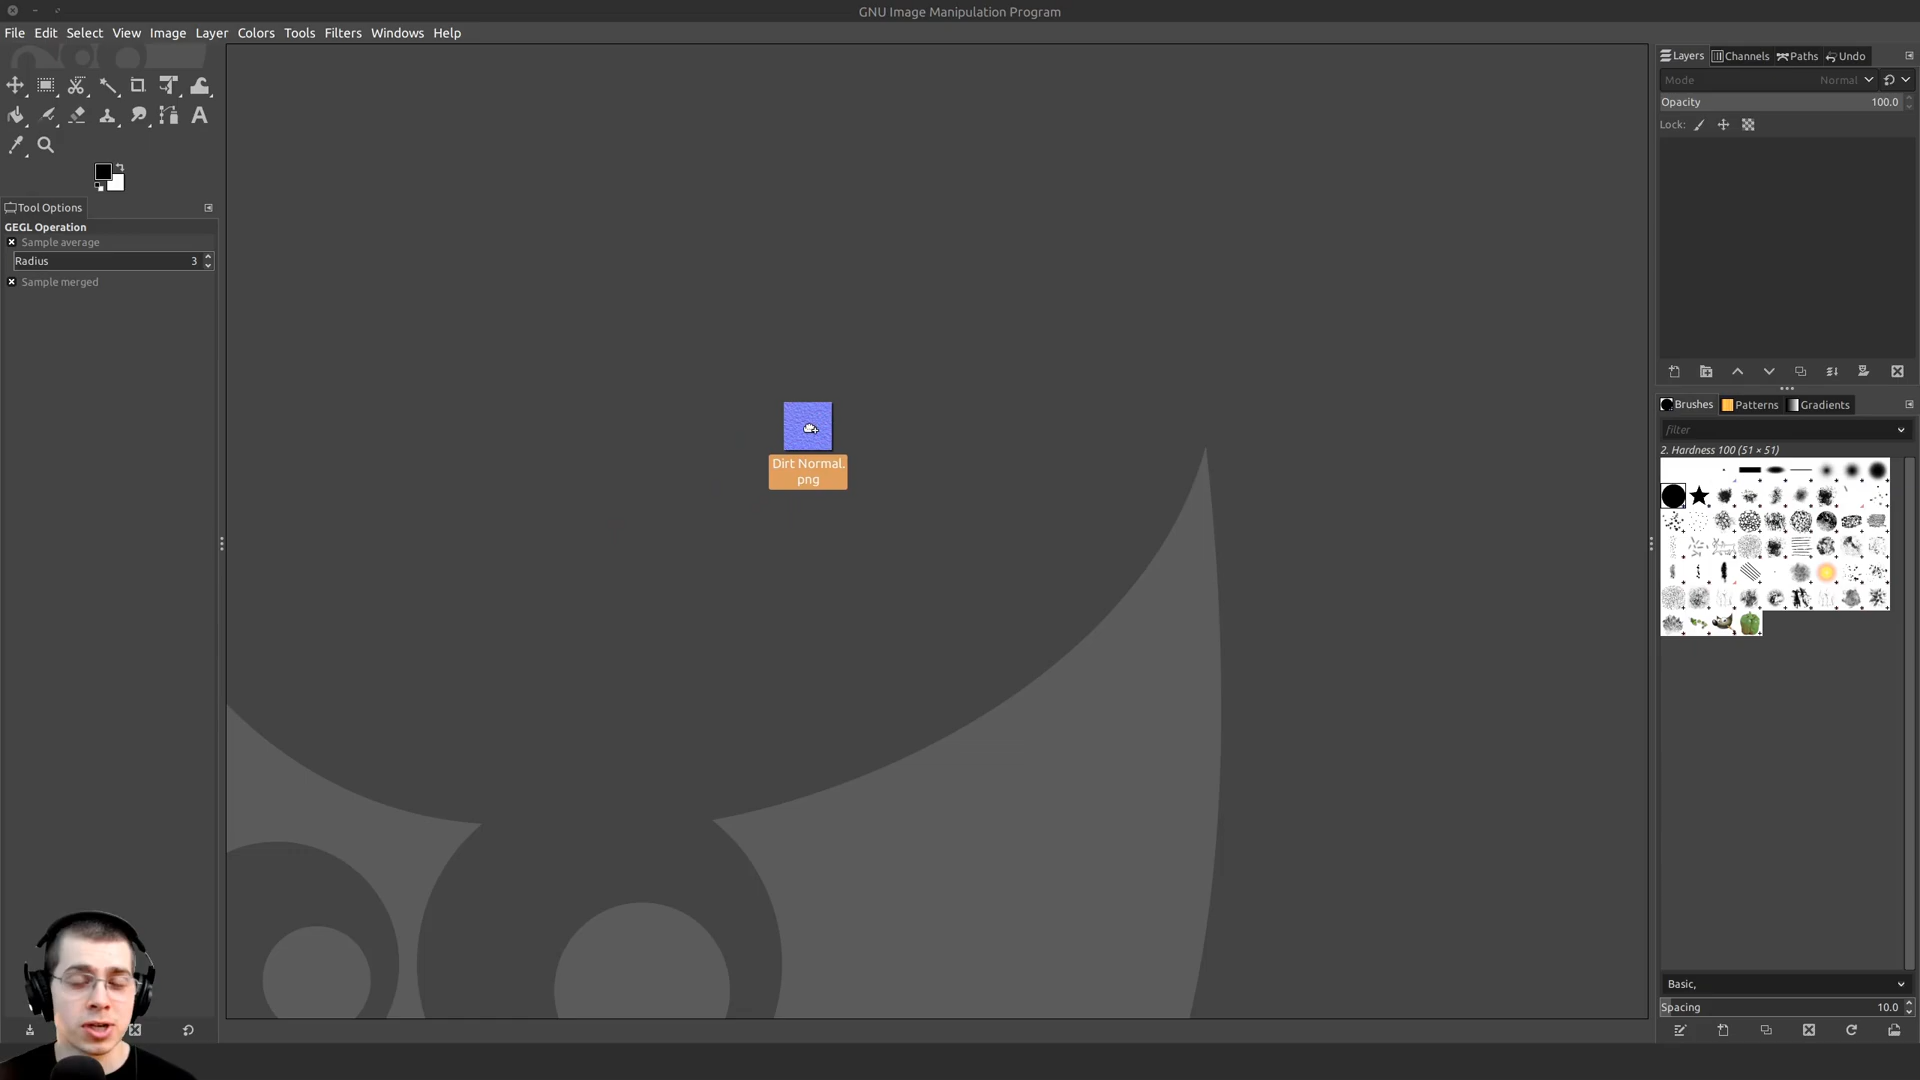 GNU Image Manipulation Program
File Edit Select View Image Layer Colors Tools Filters Windows Help
Tool Options
GEGL Operation
Sample average
Radius 3
Sample merged
Dirt Normal.
png
Layers Channels Paths Undo
Mode Normal
Opacity 100.0
Lock:
Brushes Patterns Gradients
filter
2. Hardness 100 (51 × 51)
Basic,
Spacing 10.0